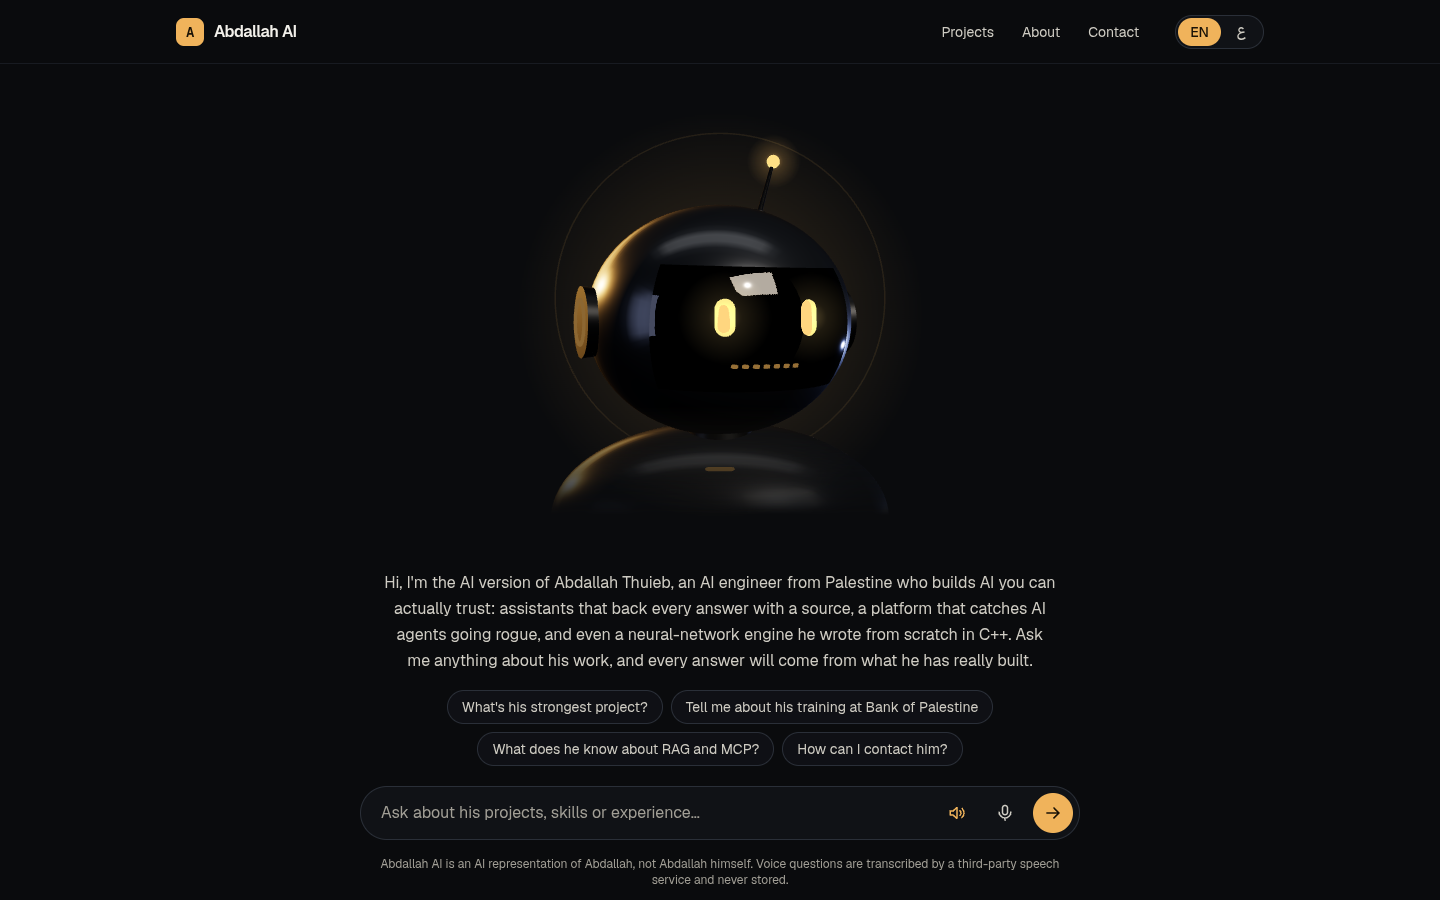 A Abdallah AI
Projects About Contact EN ع
Hi, I'm the AI version of Abdallah Thuieb, an AI engineer from Palestine who builds AI you can
actually trust: assistants that back every answer with a source, a platform that catches AI
agents going rogue, and even a neural-network engine he wrote from scratch in C++. Ask
me anything about his work, and every answer will come from what he has really built.
What's his strongest project? Tell me about his training at Bank of Palestine
What does he know about RAG and MCP? How can I contact him?
Ask about his projects, skills or experience...
Abdallah AI is an AI representation of Abdallah, not Abdallah himself. Voice questions are transcribed by a third-party speech
service and never stored.